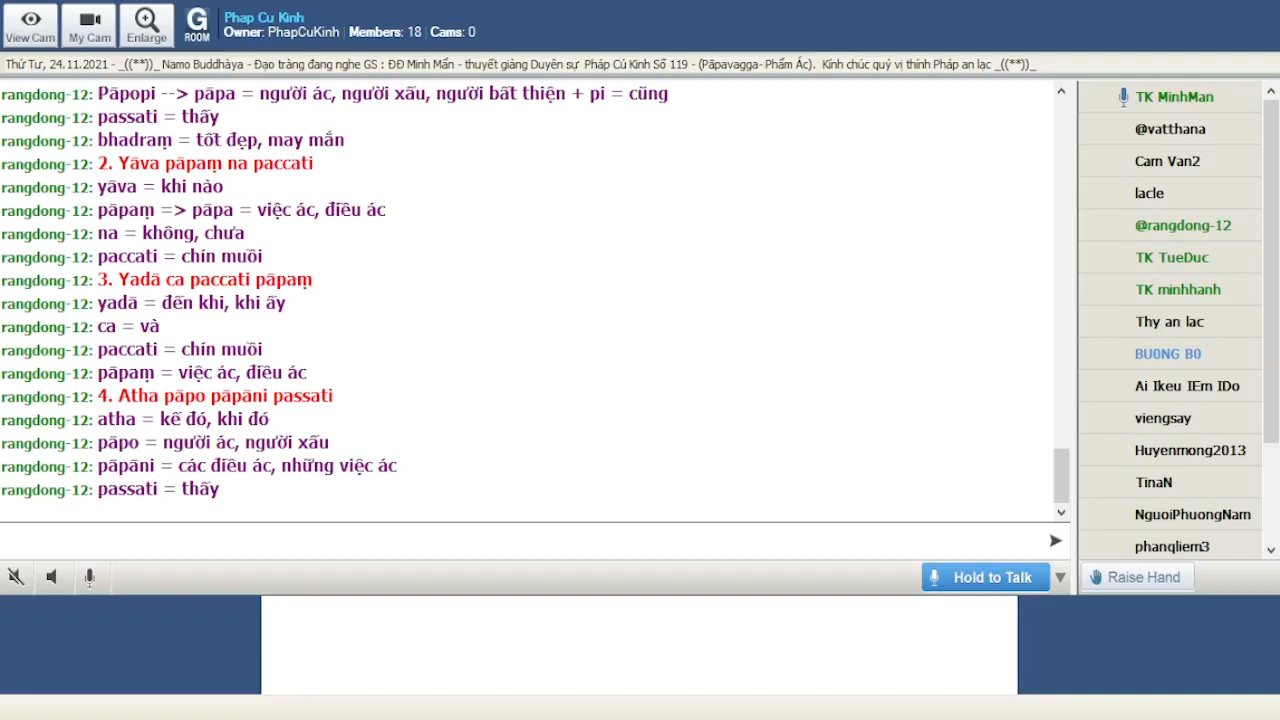 View Cam
My Cam
Enlarge
G
ROOM
Phap Cu Kinh
Owner: PhapCuKinh | Members: 18 | Cams: 0
Thứ Tư, 24.11.2021 - _((**))_ Namo Buddhàya - Đạo tràng đang nghe GS : ĐĐ Minh Mẫn - thuyết giảng Duyên sự Pháp Cú Kinh Số 119 - (Pāpavagga- Phẩm Ác). Kính chúc quý vị thính Pháp an lạc _((**))_
rangdong-12: Pāpopi --> pāpa = người ác, người xấu, người bất thiện + pi = cũng
rangdong-12: passati = thấy
rangdong-12: bhadraṃ = tốt đẹp, may mắn
rangdong-12: 2. Yāva pāpaṃ na paccati
rangdong-12: yāva = khi nào
rangdong-12: pāpaṃ => pāpa = việc ác, điều ác
rangdong-12: na = không, chưa
rangdong-12: paccati = chín muồi
rangdong-12: 3. Yadā ca paccati pāpaṃ
rangdong-12: yadā = đến khi, khi ấy
rangdong-12: ca = và
rangdong-12: paccati = chín muồi
rangdong-12: pāpaṃ = việc ác, điều ác
rangdong-12: 4. Atha pāpo pāpāni passati
rangdong-12: atha = kế đó, khi đó
rangdong-12: pāpo = người ác, người xấu
rangdong-12: pāpāni = các điều ác, những việc ác
rangdong-12: passati = thấy
TK MinhMan
@vatthana
Cam Van2
lacle
@rangdong-12
TK TueDuc
TK minhhanh
Thy an lac
BU0NG B0
Ai Ikeu IEm IDo
viengsay
Huyenmong2013
TinaN
NguoiPhuongNam
phanqliem3
Hold to Talk
Raise Hand